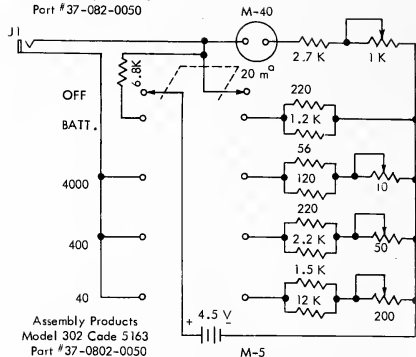 Part #37-082-0050
J1
M-40
6.8K
20 mª
2.7 K
1 K
OFF
BATT.
220
1.2 K
56
4000
120
10
220
400
2.2 K
50
1.5 K
40
12 K
200
Assembly Products
Model 302 Code 5163
Part #37-0802-0050
+ 4.5 V -
M-5